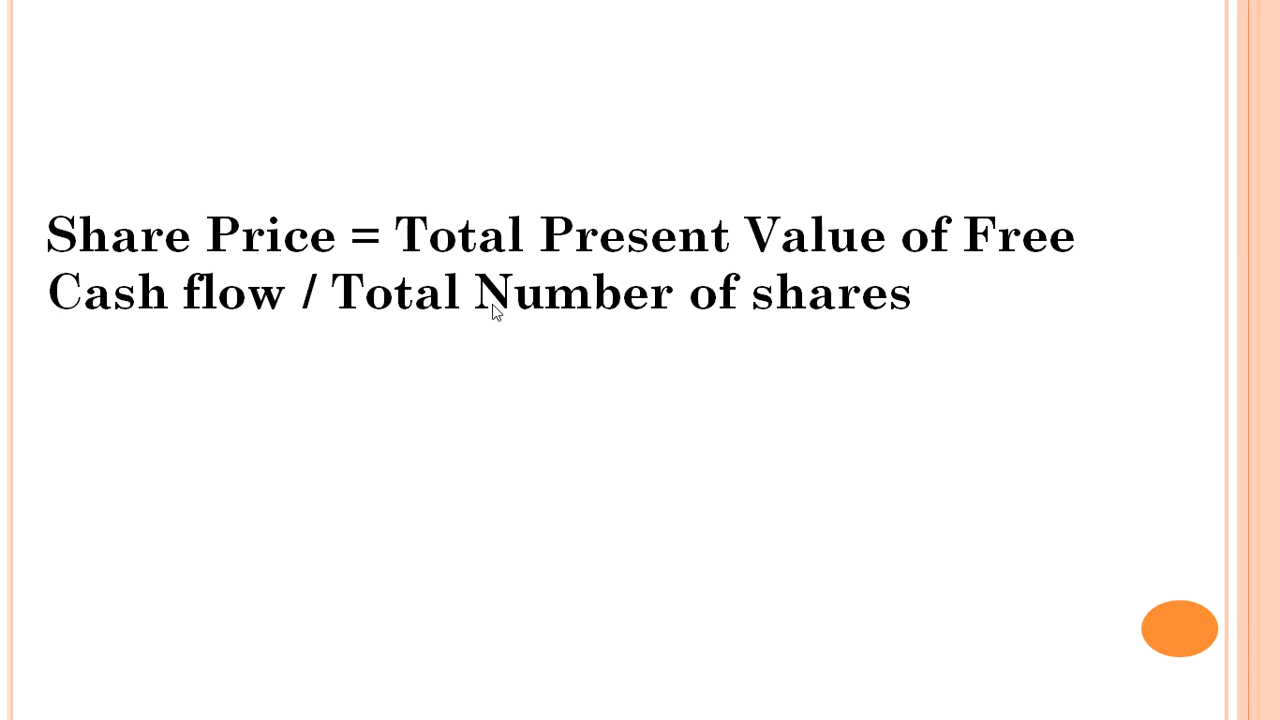 Share Price = Total Present Value of Free
Cash flow / Total Number of shares